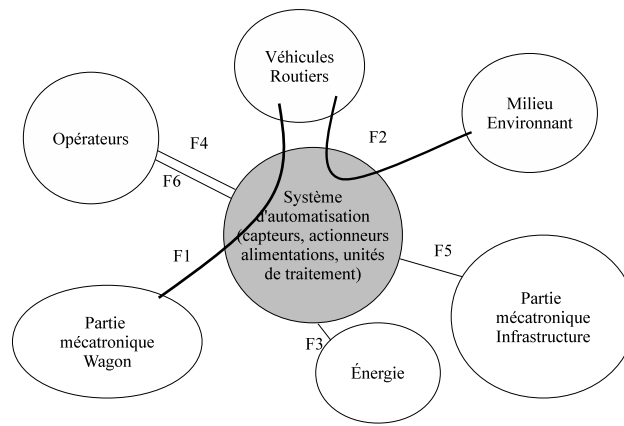 Véhicules
Routiers
Milieu
Environnant
Opérateurs
F4
F2
F6
Système
d'automatisation
(capteurs, actionneurs
alimentations, unités
de traitement)
F1
F5
Partie
mécatronique
Infrastructure
Partie
mécatronique
Wagon
F3
Énergie